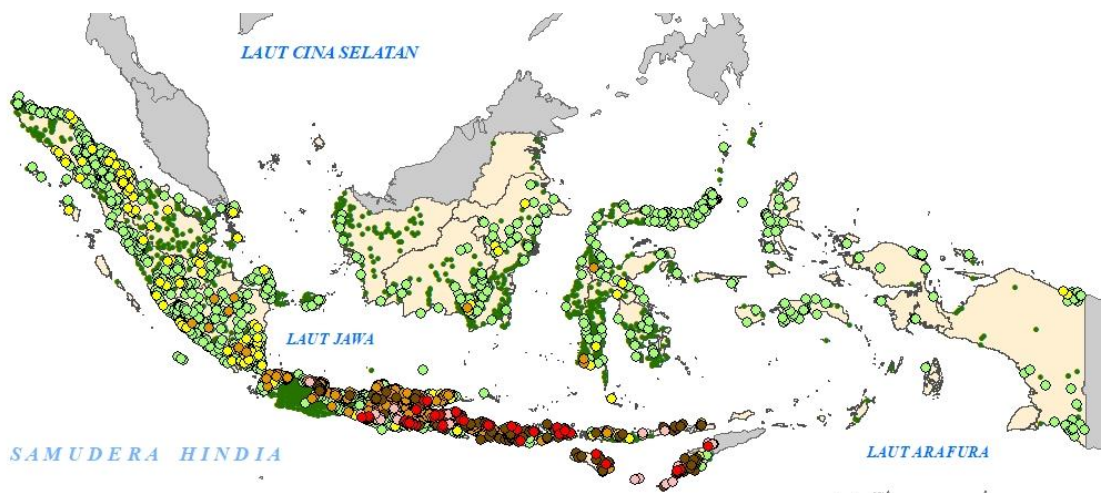 LAUT CINA SELATAN
LAUT JAWA
SAMUDERA HINDIA
LAUT ARAFURA